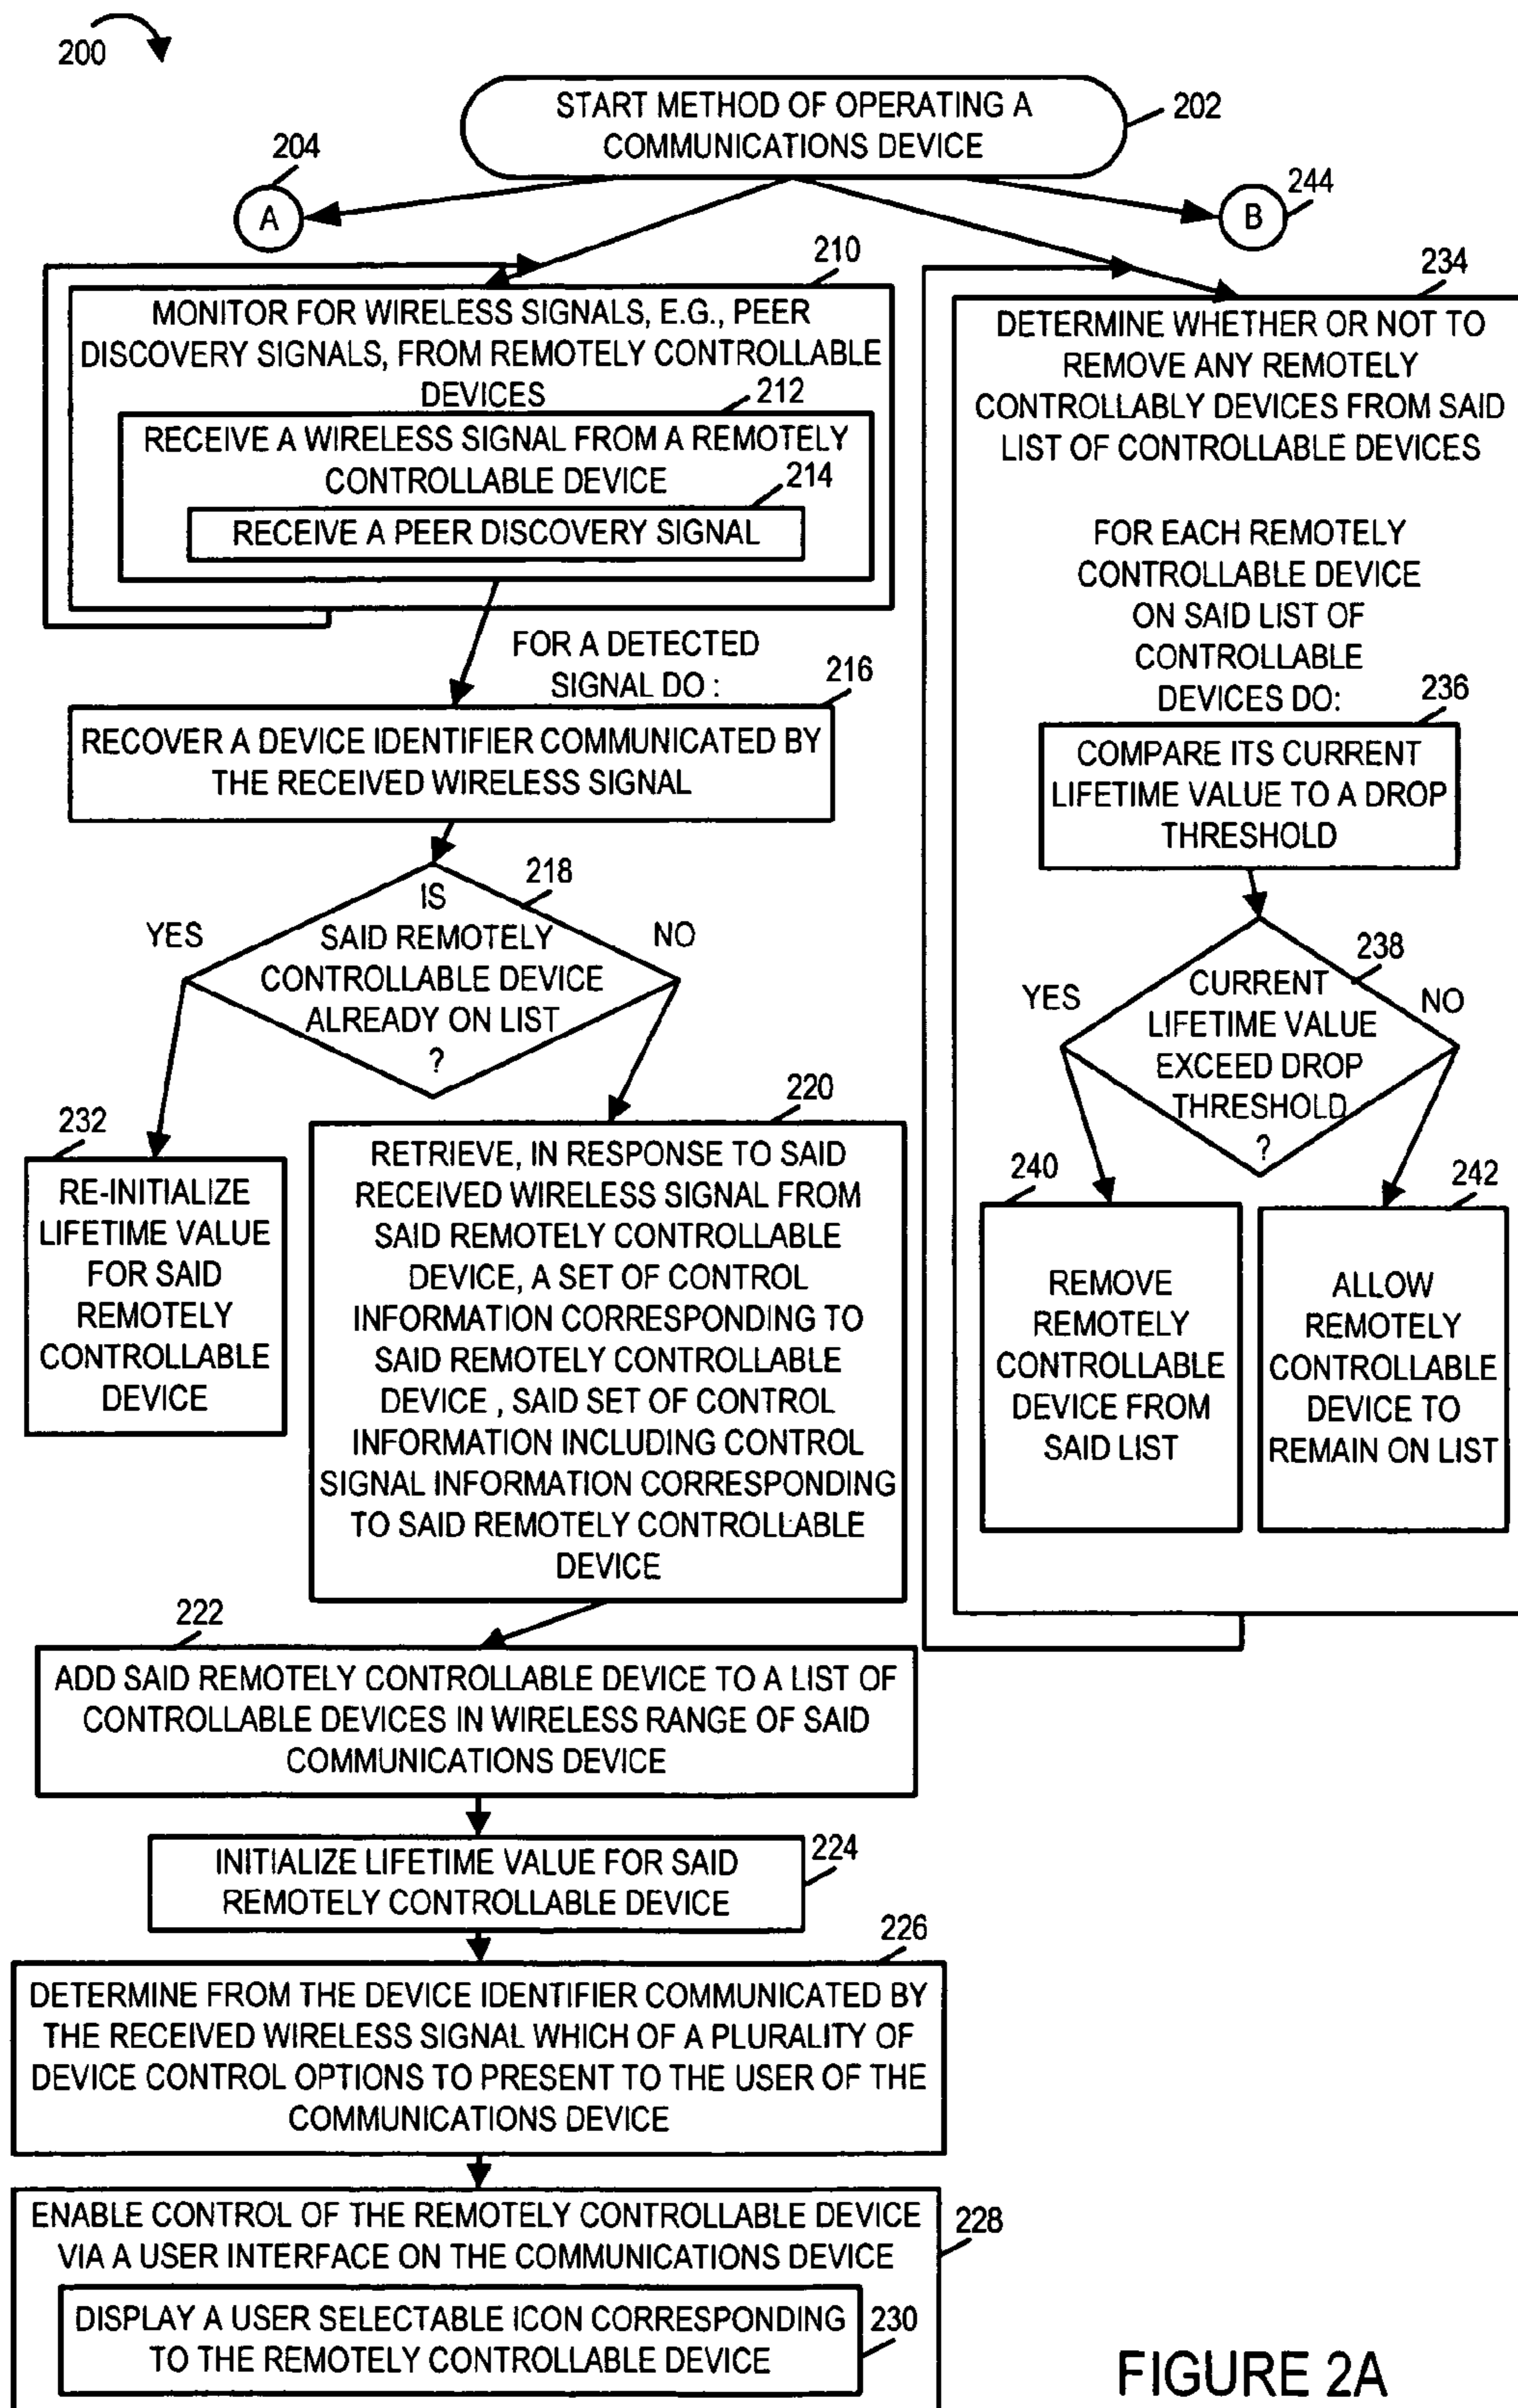 200
START METHOD OF OPERATING A
COMMUNICATIONS DEVICE
202
204
A
B
244
210
MONITOR FOR WIRELESS SIGNALS, E.G., PEER
DISCOVERY SIGNALS, FROM REMOTELY CONTROLLABLE
DEVICES
212
RECEIVE A WIRELESS SIGNAL FROM A REMOTELY
CONTROLLABLE DEVICE
214
RECEIVE A PEER DISCOVERY SIGNAL
FOR A DETECTED
SIGNAL DO :
216
RECOVER A DEVICE IDENTIFIER COMMUNICATED BY
THE RECEIVED WIRELESS SIGNAL
218
IS
SAID REMOTELY
CONTROLLABLE DEVICE
ALREADY ON LIST
?
YES
NO
232
RE-INITIALIZE
LIFETIME VALUE
FOR SAID
REMOTELY
CONTROLLABLE
DEVICE
220
RETRIEVE, IN RESPONSE TO SAID
RECEIVED WIRELESS SIGNAL FROM
SAID REMOTELY CONTROLLABLE
DEVICE, A SET OF CONTROL
INFORMATION CORRESPONDING TO
SAID REMOTELY CONTROLLABLE
DEVICE , SAID SET OF CONTROL
INFORMATION INCLUDING CONTROL
SIGNAL INFORMATION CORRESPONDING
TO SAID REMOTELY CONTROLLABLE
DEVICE
222
ADD SAID REMOTELY CONTROLLABLE DEVICE TO A LIST OF
CONTROLLABLE DEVICES IN WIRELESS RANGE OF SAID
COMMUNICATIONS DEVICE
224
INITIALIZE LIFETIME VALUE FOR SAID
REMOTELY CONTROLLABLE DEVICE
226
DETERMINE FROM THE DEVICE IDENTIFIER COMMUNICATED BY
THE RECEIVED WIRELESS SIGNAL WHICH OF A PLURALITY OF
DEVICE CONTROL OPTIONS TO PRESENT TO THE USER OF THE
COMMUNICATIONS DEVICE
ENABLE CONTROL OF THE REMOTELY CONTROLLABLE DEVICE
VIA A USER INTERFACE ON THE COMMUNICATIONS DEVICE
228
DISPLAY A USER SELECTABLE ICON CORRESPONDING
TO THE REMOTELY CONTROLLABLE DEVICE
230
234
DETERMINE WHETHER OR NOT TO
REMOVE ANY REMOTELY
CONTROLLABLY DEVICES FROM SAID
LIST OF CONTROLLABLE DEVICES
FOR EACH REMOTELY
CONTROLLABLE DEVICE
ON SAID LIST OF
CONTROLLABLE
DEVICES DO:
236
COMPARE ITS CURRENT
LIFETIME VALUE TO A DROP
THRESHOLD
238
CURRENT
LIFETIME VALUE
EXCEED DROP
THRESHOLD
?
YES
NO
240
REMOVE
REMOTELY
CONTROLLABLE
DEVICE FROM
SAID LIST
242
ALLOW
REMOTELY
CONTROLLABLE
DEVICE TO
REMAIN ON LIST
FIGURE 2A